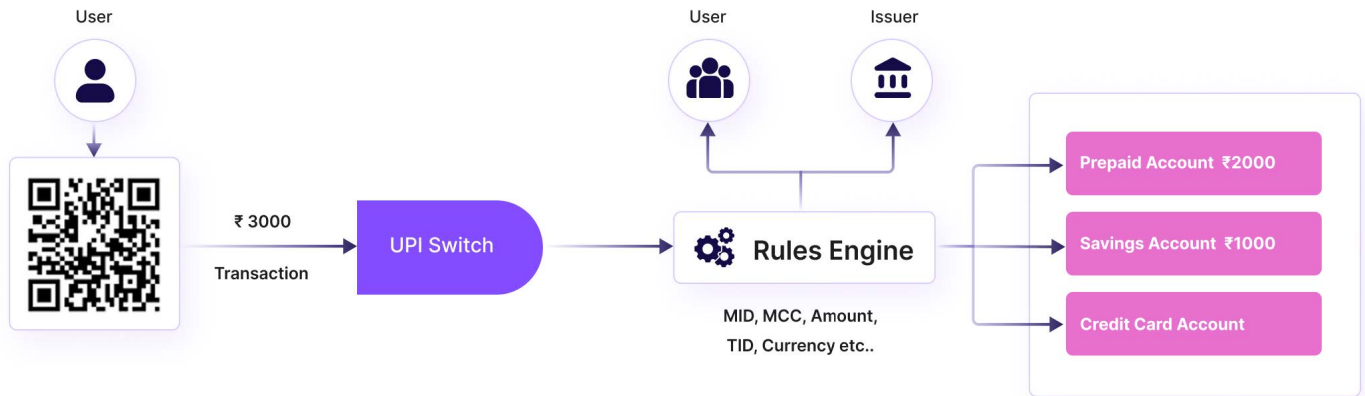 User
₹ 3000
Transaction
UPI Switch
User
Issuer
Rules Engine
MID, MCC, Amount,
TID, Currency etc..
Prepaid Account ₹2000
Savings Account ₹1000
Credit Card Account